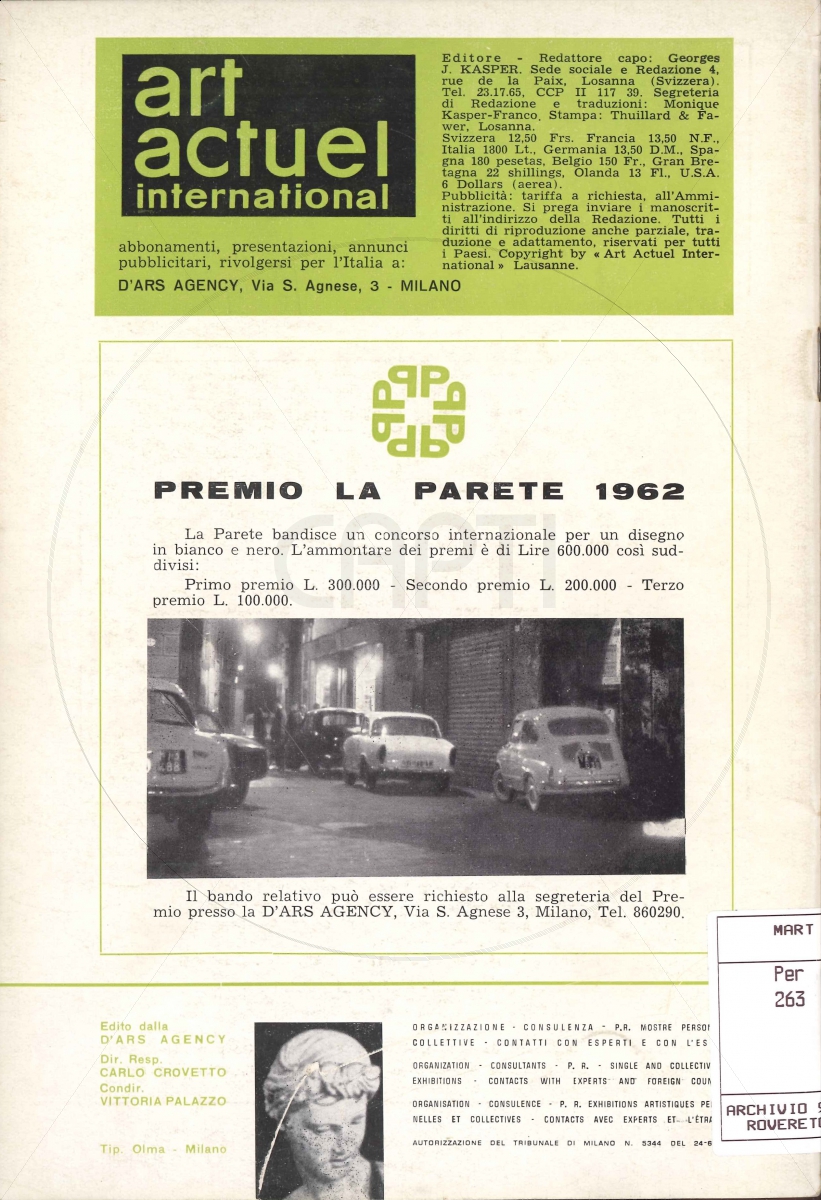 art
actuel
international
abbonamenti, presentazioni, annunci
pubblicitari, rivolgersi per l'Italia a:
D'ARS AGENCY, Via S. Agnese, 3 - MILANO
Editore - Redattore capo: Georges
J. KASPER. Sede sociale e Redazione 4,
rue de la Paix, Losanna (Svizzera).
Tel. 23.17.65, CCP II 117 39. Segreteria
di Redazione e traduzioni: Monique
Kasper-Franco. Stampa: Thuillard & Fa-
wer, Losanna.
Svizzera 12,50 Frs. Francia 13,50 N.F.,
Italia 1800 Lt., Germania 13,50 D.M., Spa-
gna 180 pesetas, Belgio 150 Fr., Gran Bre-
tagna 22 shillings, Olanda 13 Fl., U.S.A.
6 Dollars (aerea).
Pubblicità: tariffa a richiesta, all'Ammi-
nistrazione. Si prega inviare i manoscrit-
ti all'indirizzo della Redazione. Tutti i
diritti di riproduzione anche parziale, tra-
duzione e adattamento, riservati per tutti
i Paesi. Copyright by « Art Actuel Inter-
national » Lausanne.
PREMIO LA PARETE 1962
La Parete bandisce un concorso internazionale per un disegno
in bianco e nero. L'ammontare dei premi è di Lire 600.000 così sud-
divisi:
Primo premio L. 300.000 - Secondo premio L. 200.000 - Terzo
premio L. 100.000.
CAPTI
Il bando relativo può essere richiesto alla segreteria del Pre-
mio presso la D'ARS AGENCY, Via S. Agnese 3, Milano, Tel. 860290.
MART
Per
263
ARCHIVIO
ROVERETO
Edito dalla
D'ARS AGENCY
Dir. Resp.
CARLO CROVETTO
Condir.
VITTORIA PALAZZO
Tip. Olma - Milano
ORGANIZZAZIONE - CONSULENZA - P.R. MOSTRE PERSON
COLLETTIVE - CONTATTI CON ESPERTI E CON L'ES
ORGANIZATION - CONSULTANTS - P. R. - SINGLE AND COLLECTIV
EXHIBITIONS - CONTACTS WITH EXPERTS AND FOREIGN COUN
ORGANISATION - CONSULENCE - P. R. EXHIBITIONS ARTISTIQUES PE
NELLES ET COLLECTIVES - CONTACTS AVEC EXPERTS ET L'ÉTRA
AUTORIZZAZIONE DEL TRIBUNALE DI MILANO N. 5344 DEL 24-6